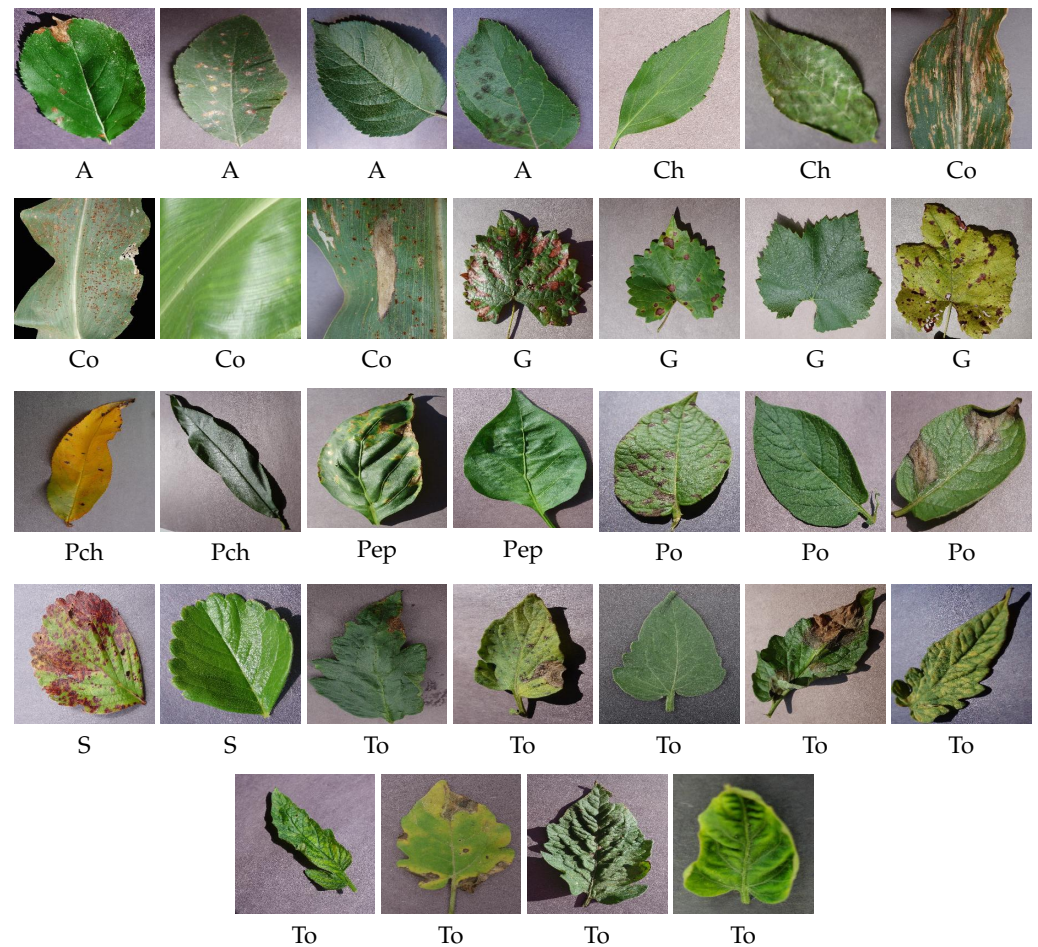 A A A A Ch Ch Co
Co Co Co G G G G
Pch Pch Pep Pep Po Po Po
S S To To To To To
To To To To